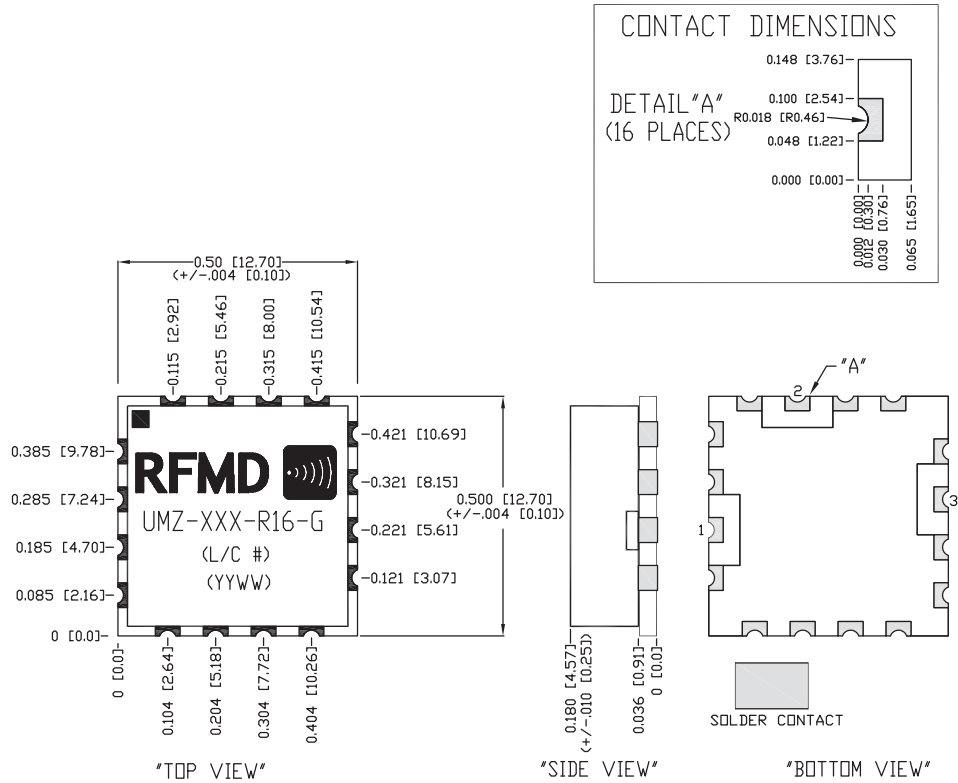 CONTACT DIMENSIONS
0.148 [3.76]
0.100 [2.54]
DETAIL"A"
(16 PLACES)
R0.018 [R0.46]
0.048 [1.22]
0.000 [0.00]
0.000 [0.00]
0.012 [0.30]
0.030 [0.76]
0.065 [1.65]
0.50 [12.70]
(+/-.004 [0.10])
0.115 [2.92]
0.215 [5.46]
0.315 [8.00]
0.415 [10.54]
0.385 [9.78]
0.285 [7.24]
0.185 [4.70]
0.085 [2.16]
0 [0.0]
RFMD
UMZ-XXX-R16-G
(L/C #)
(YYWW)
0.421 [10.69]
0.321 [8.15]
0.221 [5.61]
0.121 [3.07]
0.500 [12.70]
(+/-.004 [0.10])
0 [0.0]
0.104 [2.64]
0.204 [5.18]
0.304 [7.72]
0.404 [10.26]
"TOP VIEW"
0.180 [4.57]
(+/-.010 [0.25])
0.036 [0.91]
0 [0.0]
"SIDE VIEW"
"A"
2
1
3
SOLDER CONTACT
"BOTTOM VIEW"